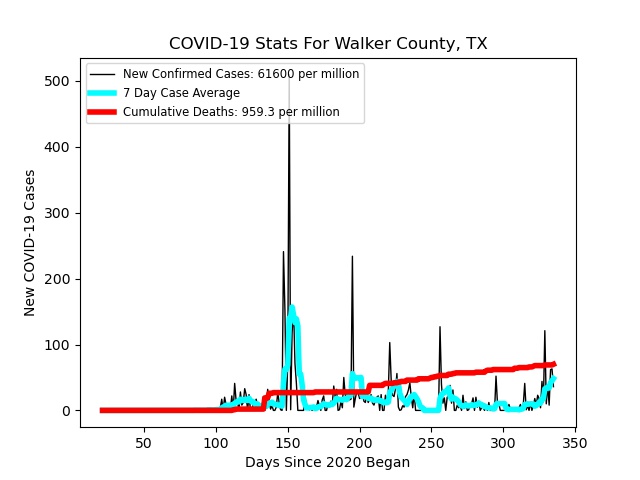 COVID-19 Stats For Walker County, TX
New Confirmed Cases: 61600 per million
7 Day Case Average
Cumulative Deaths: 959.3 per million
New COVID-19 Cases
500
400
300
200
100
0
50 100 150 200 250 300 350
Days Since 2020 Began